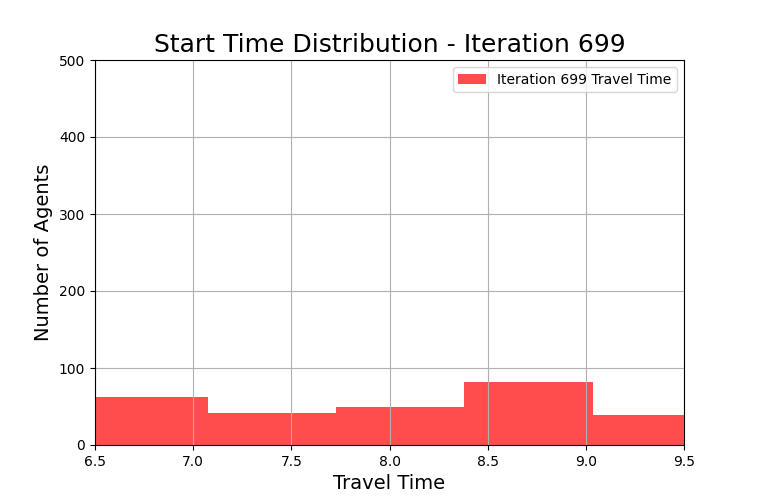 Start Time Distribution - Iteration 699
Iteration 699 Travel Time
Number of Agents
500
400
300
200
100
0
6.5 7.0 7.5 8.0 8.5 9.0 9.5
Travel Time